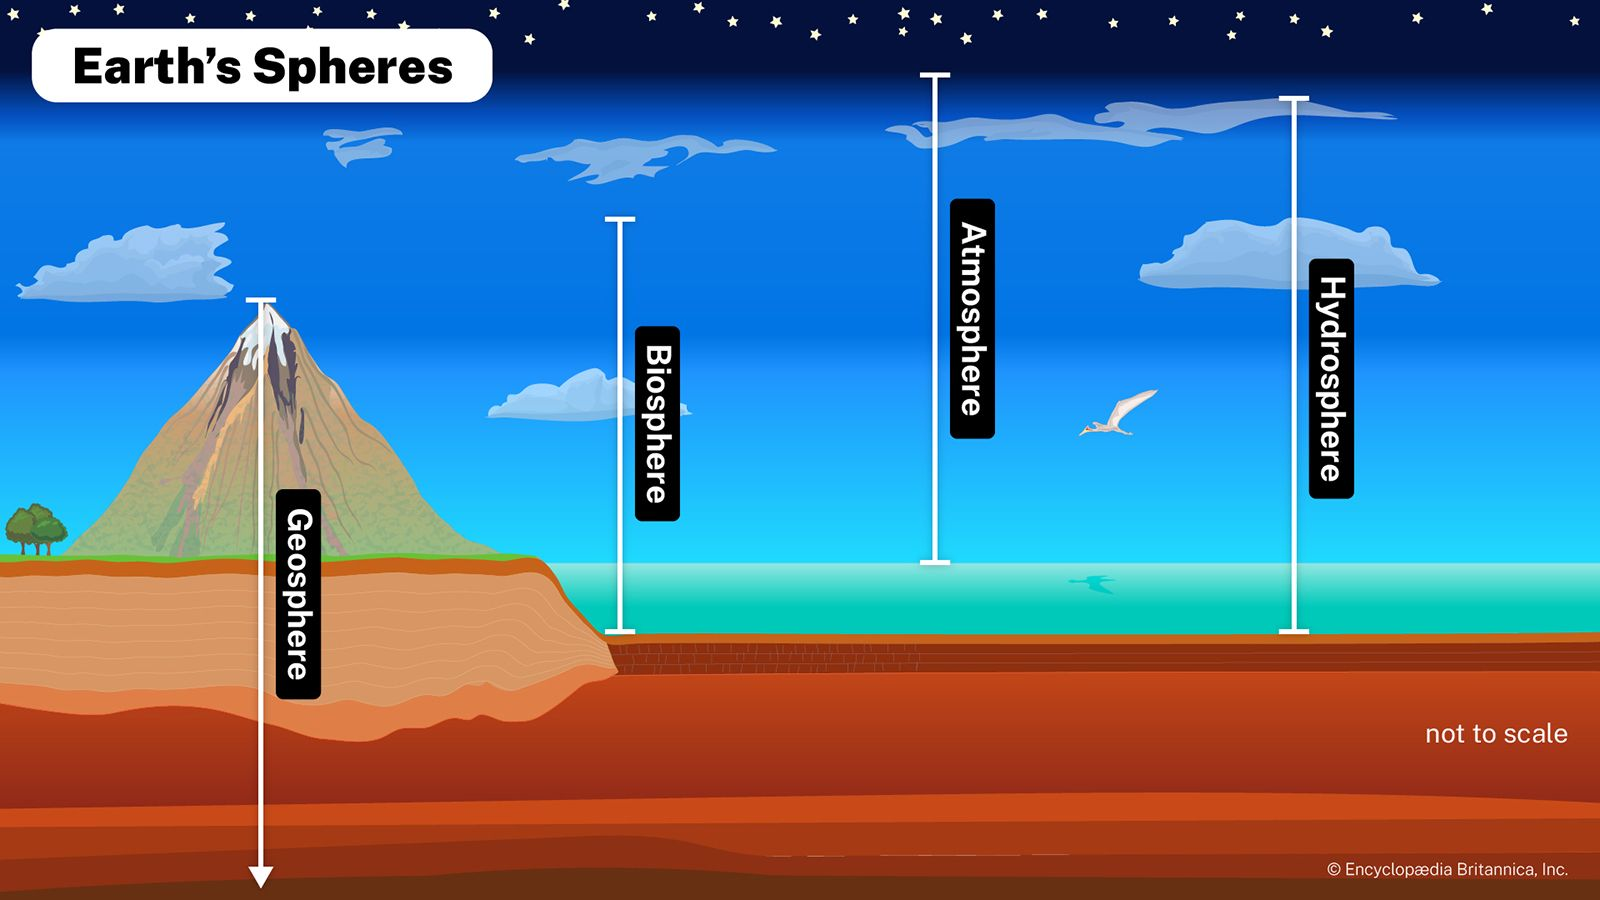 Earth’s Spheres
Geosphere
Biosphere
Atmosphere
Hydrosphere
not to scale
© Encyclopædia Britannica, Inc.